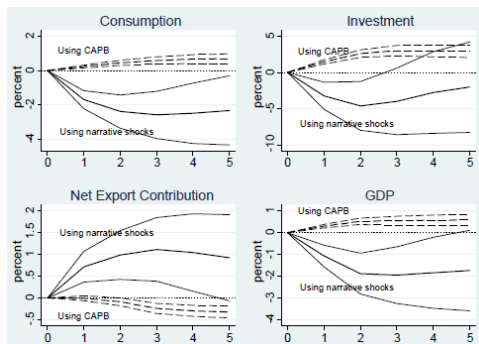 Consumption
Investment
2
0
-2
-4
percent
Using CAPB
Using narrative shocks
0 1 2 3 4 5
5
0
-5
-10
percent
Using CAPB
Using narrative shocks
0 1 2 3 4 5
Net Export Contribution
GDP
2
1.5
1
.5
0
-.5
percent
Using narrative shocks
Using CAPB
0 1 2 3 4 5
1
0
-1
-2
-3
-4
percent
Using CAPB
Using narrative shocks
0 1 2 3 4 5